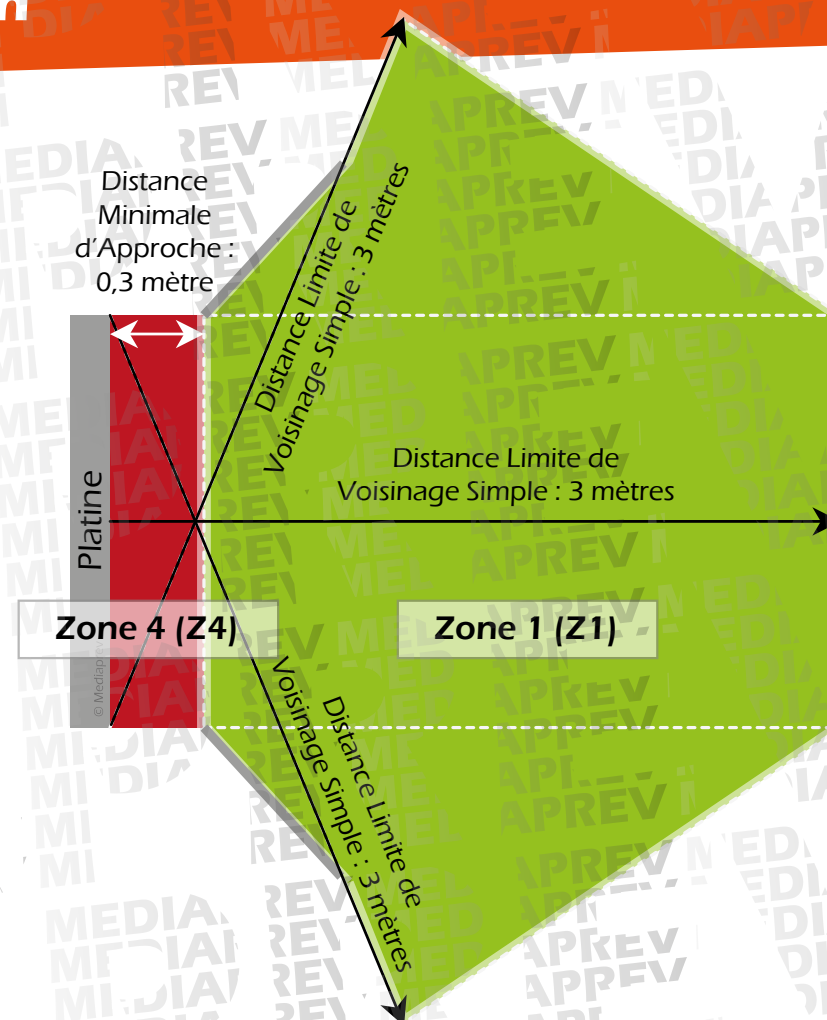 Distance
Minimale
d'Approche :
0,3 mètre
Distance Limite de
Voisinage Simple : 3 mètres
Distance Limite de
Voisinage Simple : 3 mètres
Platine
Zone 4 (Z4)
Zone 1 (Z1)
Distance Limite de
Voisinage Simple : 3 mètres